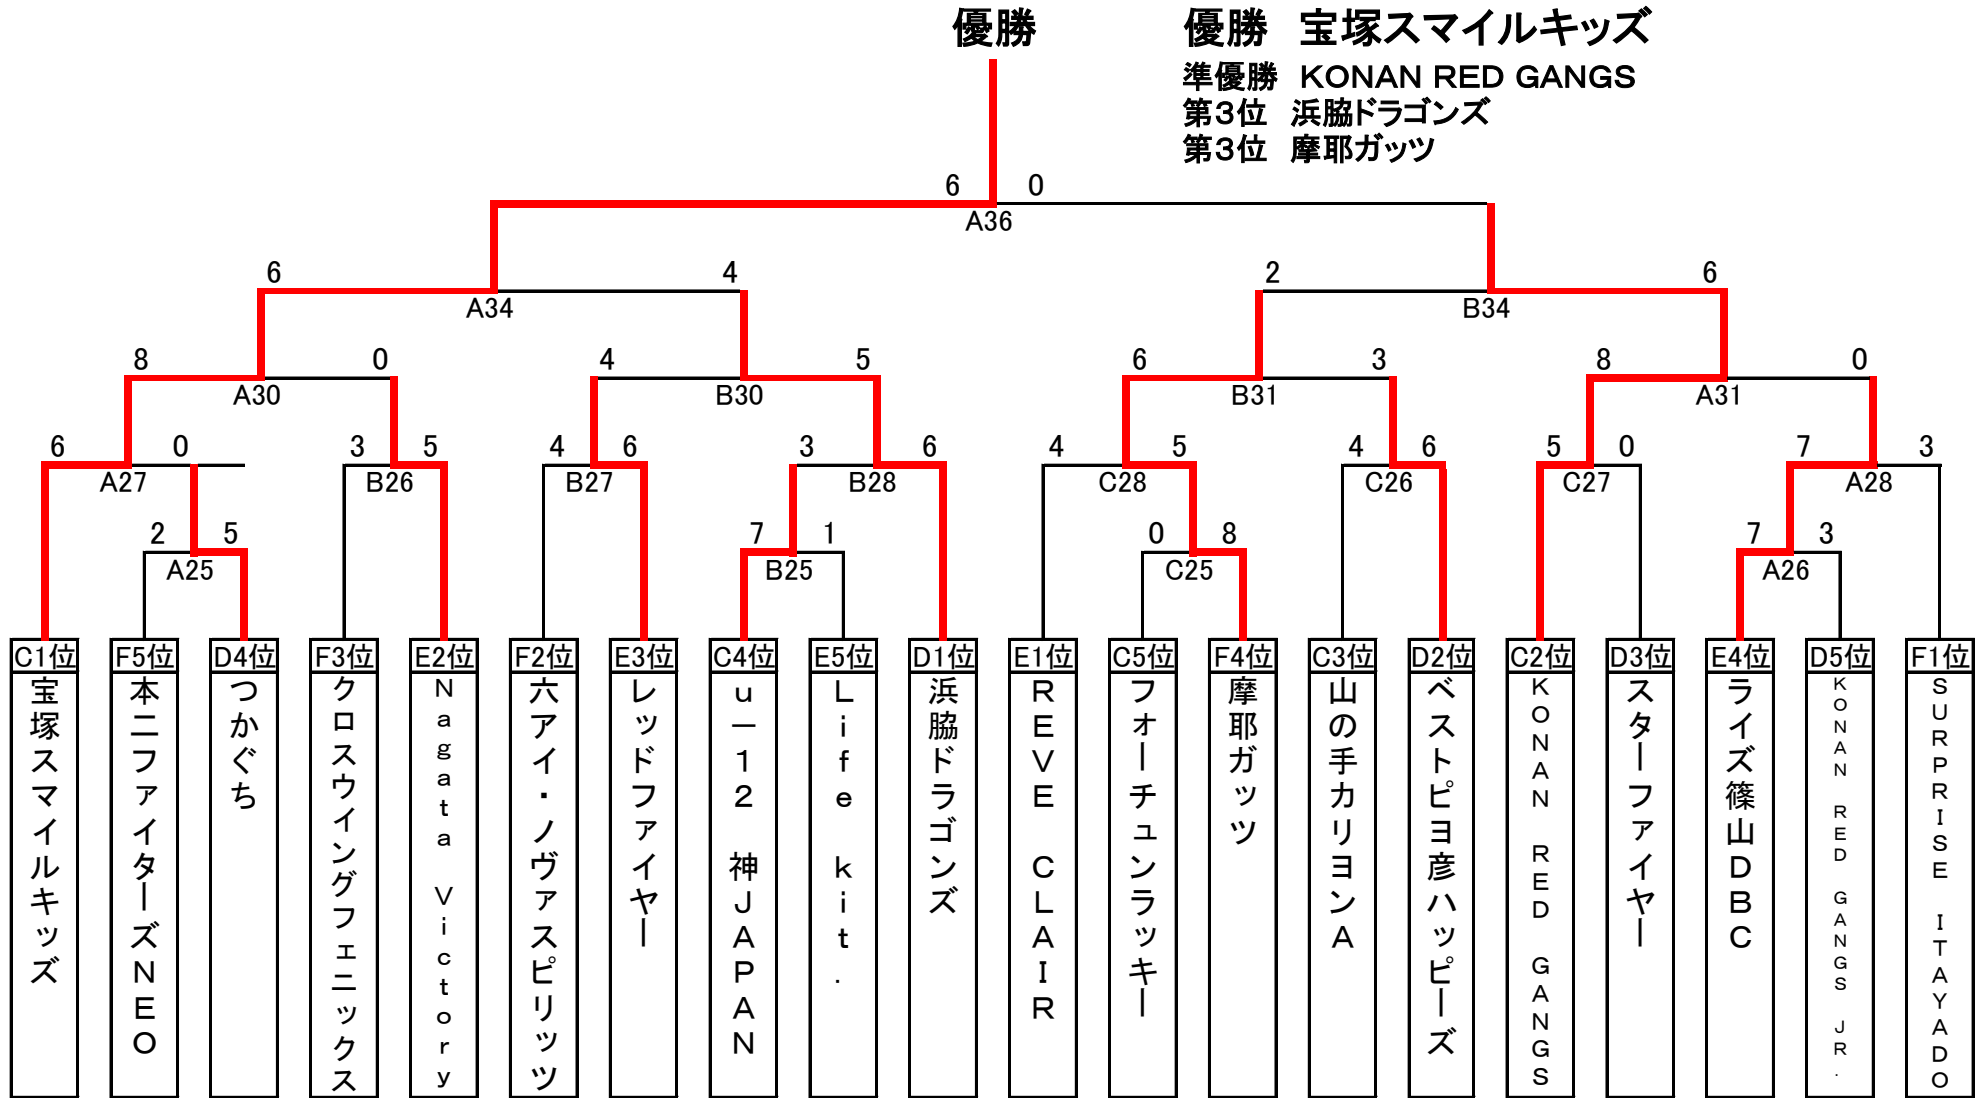 優勝
優勝　宝塚スマイルキッズ
準優勝　KONAN RED GANGS
第3位　浜脇ドラゴンズ
第3位　摩耶ガッツ
6 0
A36
6 4 2 6
A34 B34
8 0 4 5 6 3 8 0
A30 B30 B31 A31
6 0 3 5 4 6 3 6 4 5 4 6 5 0 7 3
A27 B26 B27 B28 C28 C26 C27 A28
2 5 7 1 0 8 7 3
A25 B25 C25 A26
C1位 F5位 D4位 F3位 E2位 F2位 E3位 C4位 E5位 D1位 E1位 C5位 F4位 C3位 D2位 C2位 D3位 E4位 D5位 F1位
宝塚スマイルキッズ
本二ファイターズNEO
つかぐち
クロスウイングフェニックス
Nagata Victory
六アイ・ノヴァスピリッツ
レッドファイヤー
u－12 神JAPAN
Life kit.
浜脇ドラゴンズ
REVE CLAIR
フォーチュンラッキー
摩耶ガッツ
山の手カリヨンA
ベストピヨ彦ハッピーズ
KONAN RED GANGS
スターファイヤー
ライズ篠山DBC
KONAN RED GANGS JR.
SURPRISE ITAYADO